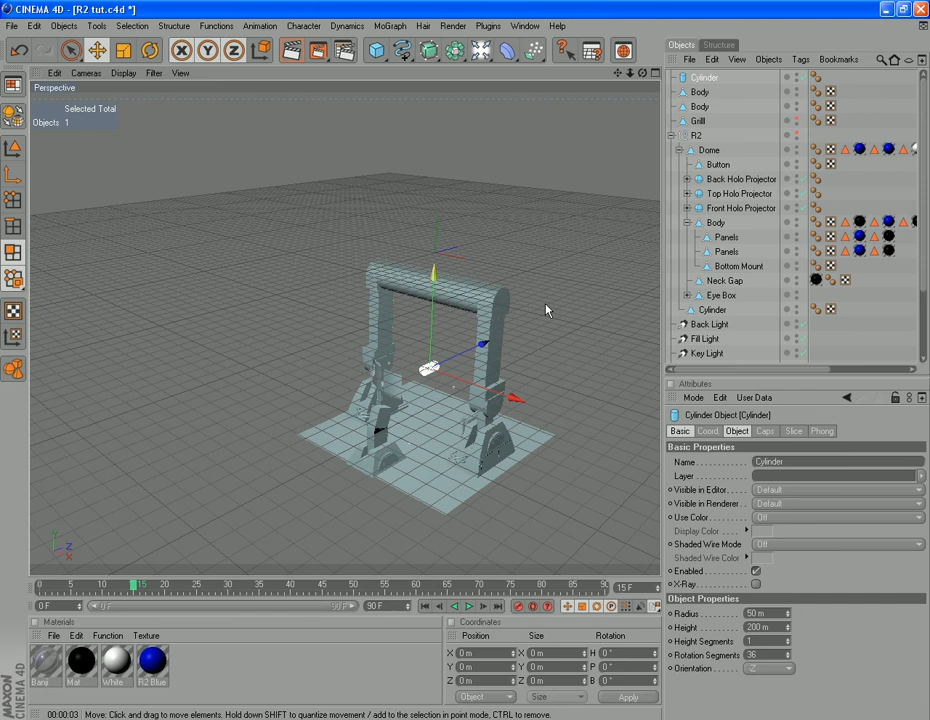 CINEMA 4D - [R2 tut.c4d *]
File Edit Objects Tools Selection Structure Functions Animation Character Dynamics MoGraph Hair Render Plugins Window Help
Edit Cameras Display Filter View
Perspective
Selected Total
Objects 1
Y
Z
X
0 5 10 15 20 25 30 35 40 45 50 55 60 65 70 75 80 85 90
15 F
0 F
0 F
90 F
90 F
Materials
File Edit Function Texture
Banji Mat White R2 Blue
Coordinates
Position Size Rotation
X 0 m X 0 m H 0 °
Y 0 m Y 0 m P 0 °
Z 0 m Z 0 m B 0 °
Object Size Apply
MAXON CINEMA 4D
00:00:03 Move: Click and drag to move elements. Hold down SHIFT to quantize movement / add to the selection in point mode, CTRL to remove.
Objects Structure
File Edit View Objects Tags Bookmarks
Cylinder
Body
Body
Grilll
R2
Dome
Button
Back Holo Projector
Top Holo Projector
Front Holo Projector
Body
Panels
Panels
Bottom Mount
Neck Gap
Eye Box
Cylinder
Back Light
Fill Light
Key Light
Attributes
Mode Edit User Data
Cylinder Object [Cylinder]
Basic Coord. Object Caps Slice Phong
Basic Properties
Name Cylinder
Layer
Visible in Editor Default
Visible in Renderer Default
Use Color Off
Display Color
Shaded Wire Mode Off
Shaded Wire Color
Enabled
X-Ray
Object Properties
Radius 50 m
Height 200 m
Height Segments 1
Rotation Segments 36
Orientation -Z